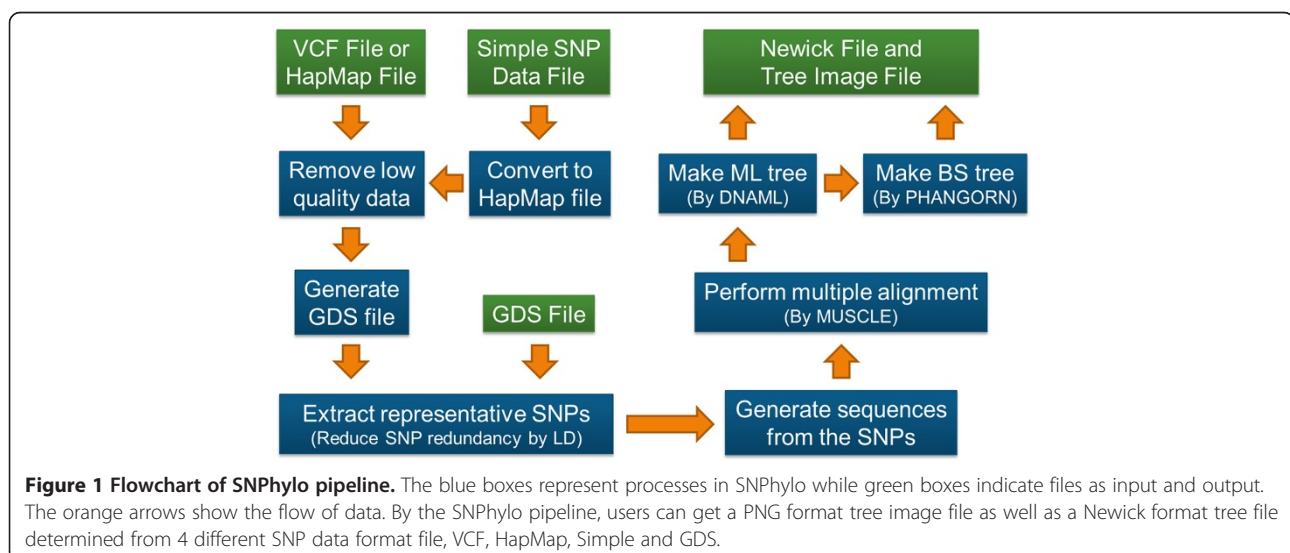 VCF File or
HapMap File
Simple SNP
Data File
Newick File and
Tree Image File
Remove low
quality data
Convert to
HapMap file
Make ML tree
(By DNAML)
Make BS tree
(By PHANGORN)
Generate
GDS file
GDS File
Perform multiple alignment
(By MUSCLE)
Extract representative SNPs
(Reduce SNP redundancy by LD)
Generate sequences
from the SNPs
Figure 1 Flowchart of SNPhylo pipeline. The blue boxes represent processes in SNPhylo while green boxes indicate files as input and output.
The orange arrows show the flow of data. By the SNPhylo pipeline, users can get a PNG format tree image file as well as a Newick format tree file
determined from 4 different SNP data format file, VCF, HapMap, Simple and GDS.